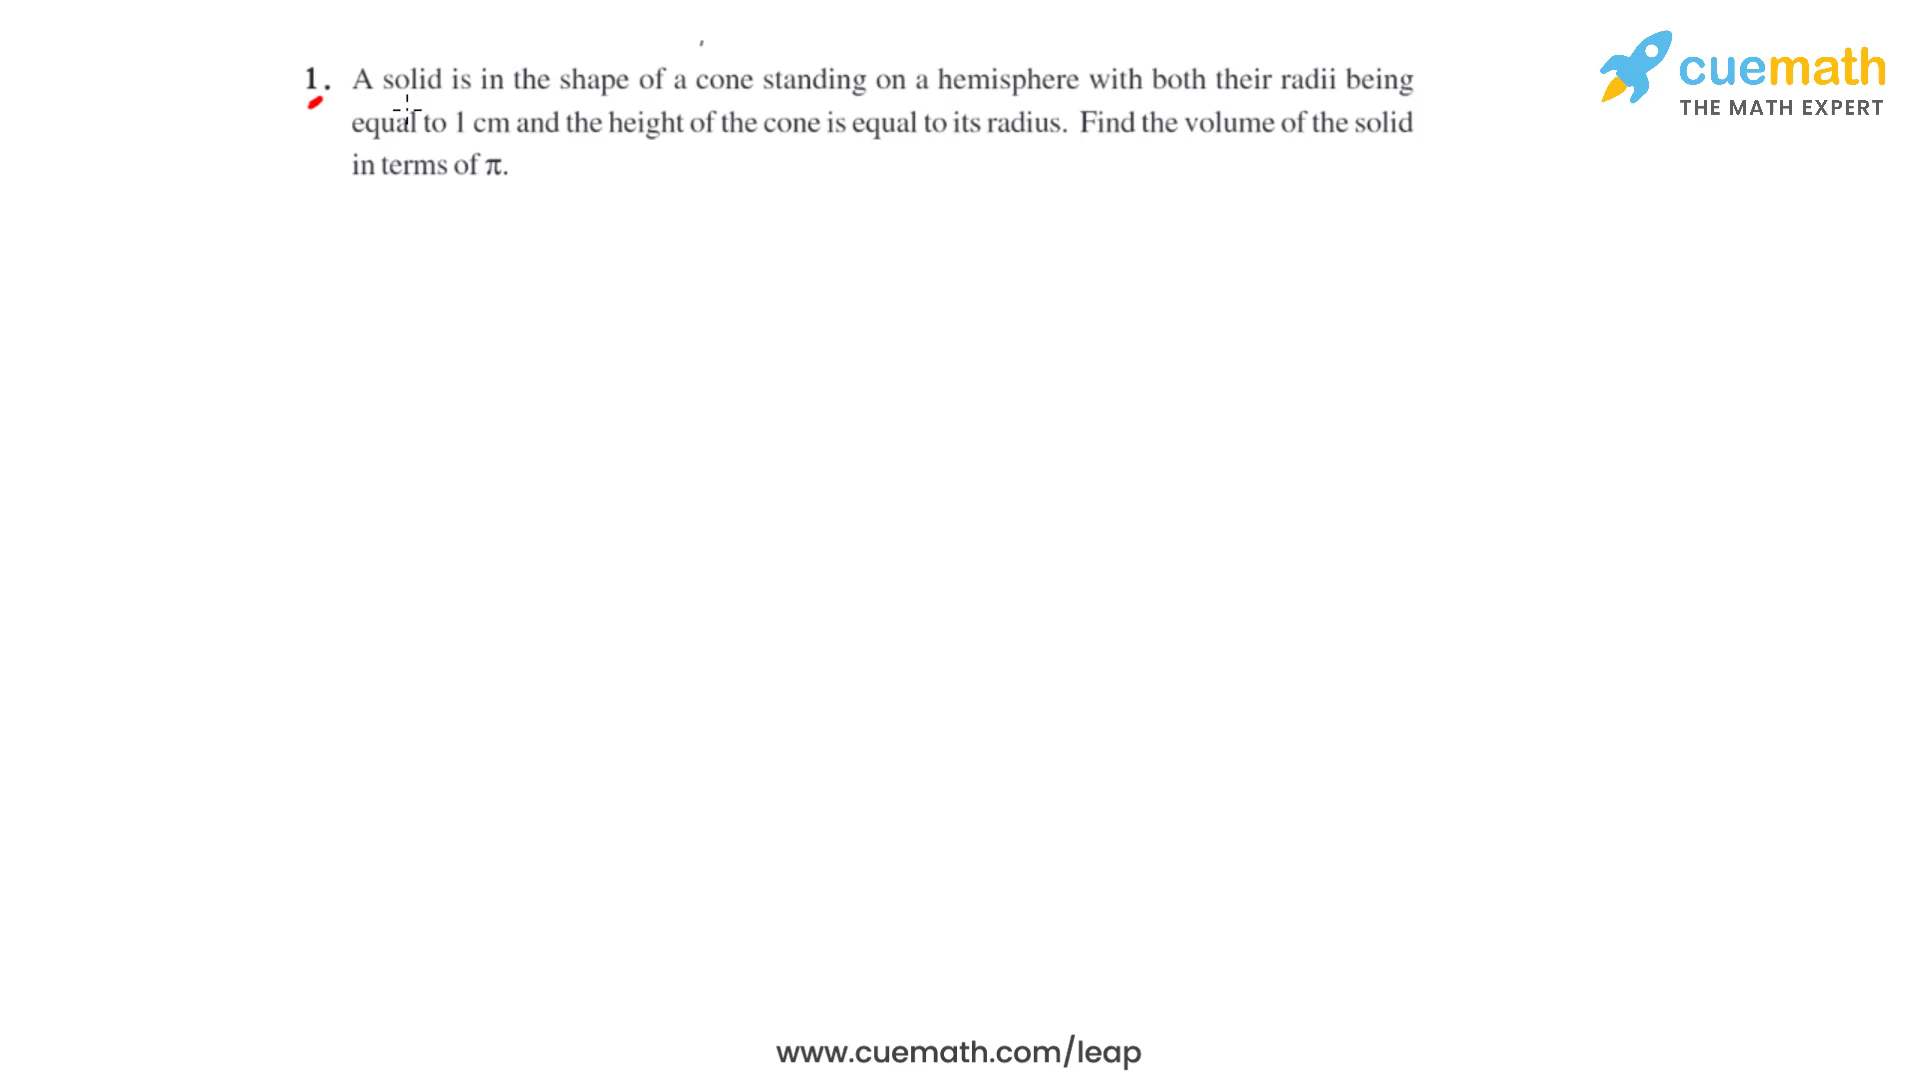 1. A solid is in the shape of a cone standing on a hemisphere with both their radii being
equal to 1 cm and the height of the cone is equal to its radius. Find the volume of the solid
in terms of π.
cuemath
THE MATH EXPERT
www.cuemath.com/leap